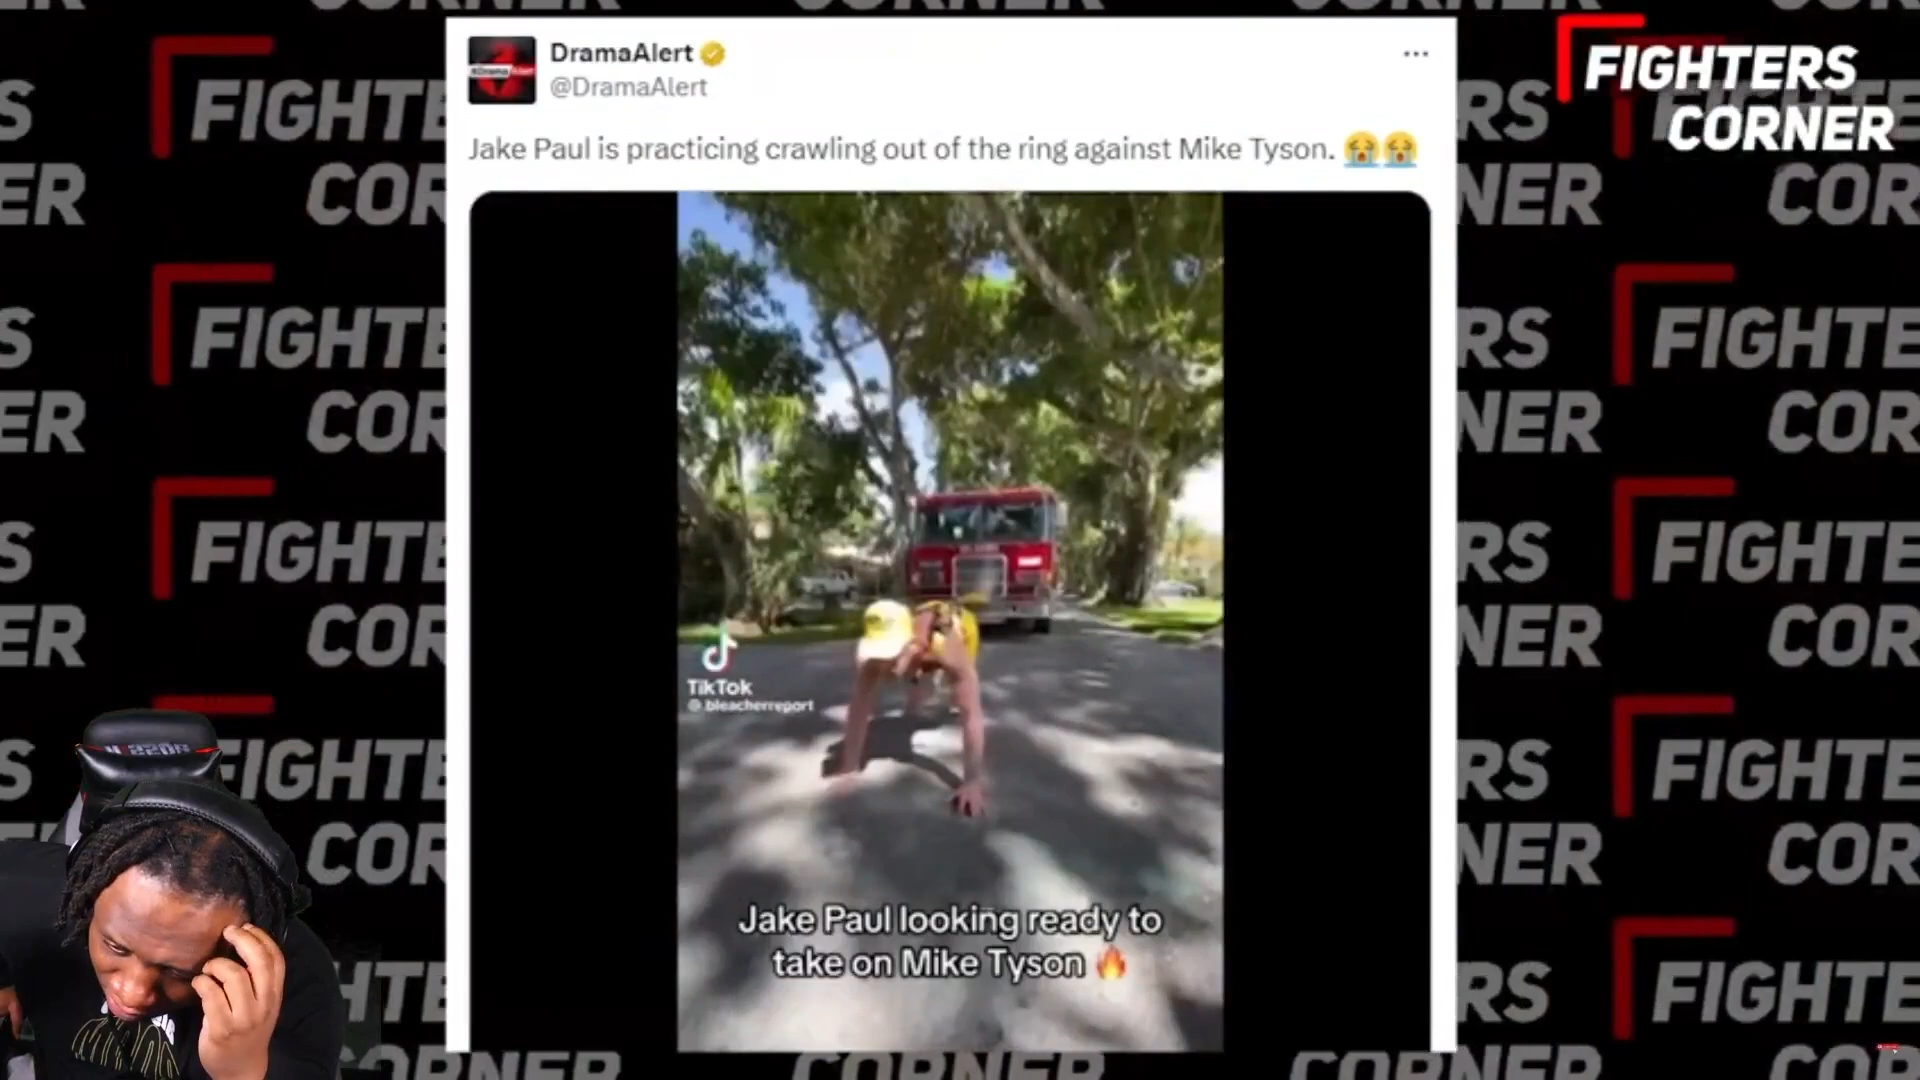 DramaAlert
@DramaAlert
Jake Paul is practicing crawling out of the ring against Mike Tyson. 😭😭
FIGHTERS
CORNER
TikTok
@.bleacherreport
Jake Paul looking ready to
take on Mike Tyson 🔥